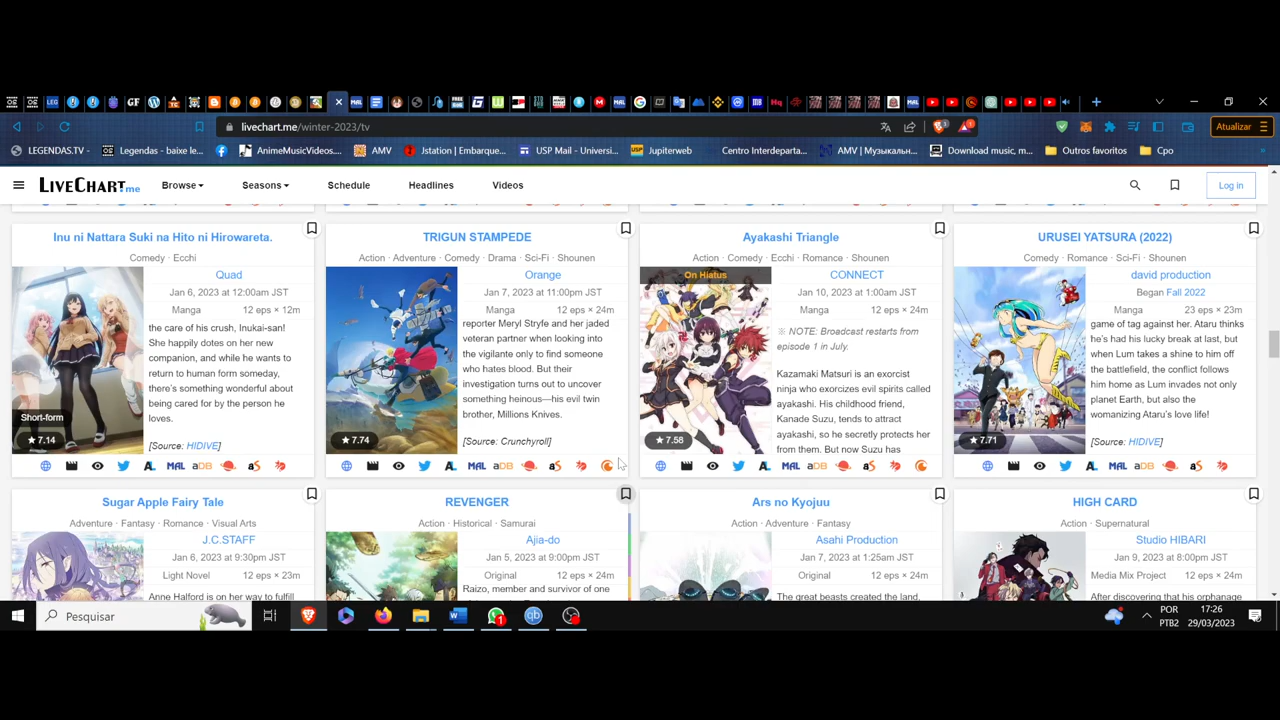 livechart.me/winter-2023/tv
Atualizar
LEGENDAS.TV -
Legendas - baixe le...
AnimeMusicVideos....
AMV
Jstation | Embarque...
USP Mail - Universi...
Jupiterweb
Centro Interdeparta...
AMV | Музыкальн...
Download music, m...
Outros favoritos
Cpo
LIVECHART.me
Browse
Seasons
Schedule
Headlines
Videos
Log in
Inu ni Nattara Suki na Hito ni Hirowareta.
Comedy · Ecchi
Quad
Jan 6, 2023 at 12:00am JST
Manga 12 eps × 12m
the care of his crush, Inukai-san!
She happily dotes on her new
companion, and while he wants to
return to human form someday,
there's something wonderful about
being cared for by the person he
loves.
[Source: HIDIVE]
Short-form
7.14
TRIGUN STAMPEDE
Action · Adventure · Comedy · Drama · Sci-Fi · Shounen
Orange
Jan 7, 2023 at 11:00pm JST
Manga 12 eps × 24m
reporter Meryl Stryfe and her jaded
veteran partner when looking into
the vigilante only to find someone
who hates blood. But their
investigation turns out to uncover
something heinous—his evil twin
brother, Millions Knives.
[Source: Crunchyroll]
7.74
Ayakashi Triangle
Action · Comedy · Ecchi · Romance · Shounen
On Hiatus
CONNECT
Jan 10, 2023 at 1:00am JST
Manga 12 eps × 24m
※ NOTE: Broadcast restarts from
episode 1 in July.
Kazamaki Matsuri is an exorcist
ninja who exorcizes evil spirits called
ayakashi. His childhood friend,
Kanade Suzu, tends to attract
ayakashi, so he secretly protects her
from them. But now Suzu has
7.58
URUSEI YATSURA (2022)
Comedy · Romance · Sci-Fi · Shounen
david production
Began Fall 2022
Manga 23 eps × 23m
game of tag against her. Ataru thinks
he's had his lucky break at last, but
when Lum takes a shine to him off
the battlefield, the conflict follows
him home as Lum invades not only
planet Earth, but also the
womanizing Ataru's love life!
[Source: HIDIVE]
7.71
Sugar Apple Fairy Tale
Adventure · Fantasy · Romance · Visual Arts
J.C.STAFF
Jan 6, 2023 at 9:30pm JST
Light Novel 12 eps × 23m
Anne Halford is on her way to fulfill
REVENGER
Action · Historical · Samurai
Ajia-do
Jan 5, 2023 at 9:00pm JST
Original 12 eps × 24m
Raizo, member and survivor of one
Ars no Kyojuu
Action · Adventure · Fantasy
Asahi Production
Jan 7, 2023 at 1:25am JST
Original 12 eps × 24m
The great beasts created the land,
HIGH CARD
Action · Supernatural
Studio HIBARI
Jan 9, 2023 at 8:00pm JST
Media Mix Project 12 eps × 24m
After discovering that his orphanage
Pesquisar
POR
PTB2
17:26
29/03/2023